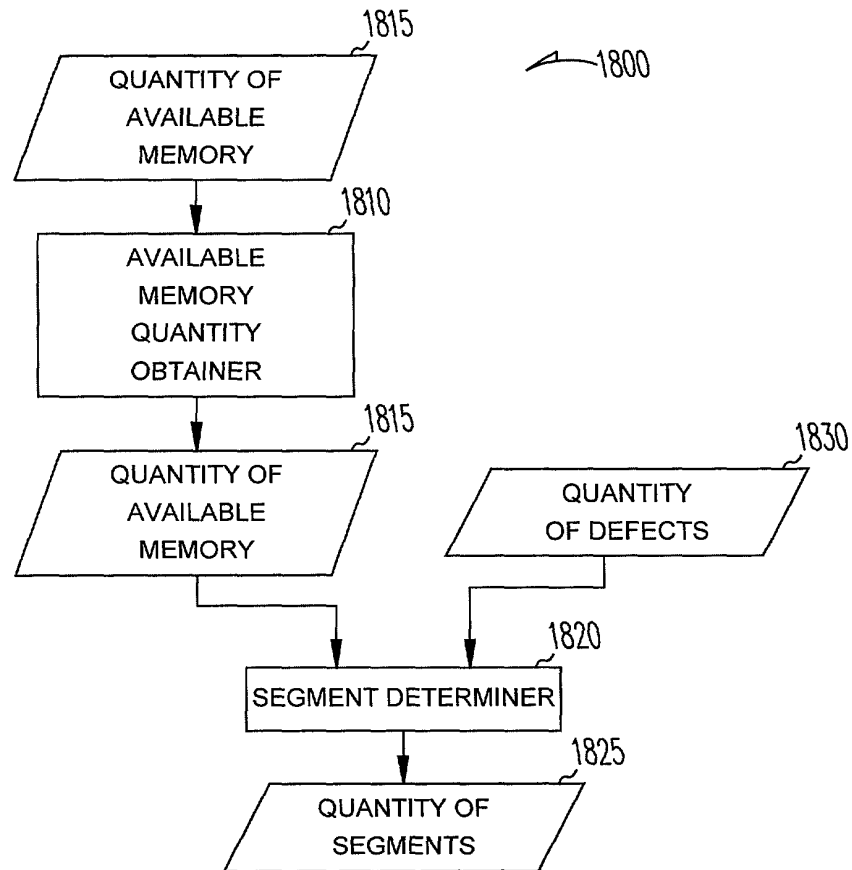 1815
1800
QUANTITY OF
AVAILABLE
MEMORY
1810
AVAILABLE
MEMORY
QUANTITY
OBTAINER
1815
QUANTITY OF
AVAILABLE
MEMORY
1830
QUANTITY
OF DEFECTS
1820
SEGMENT DETERMINER
1825
QUANTITY OF
SEGMENTS